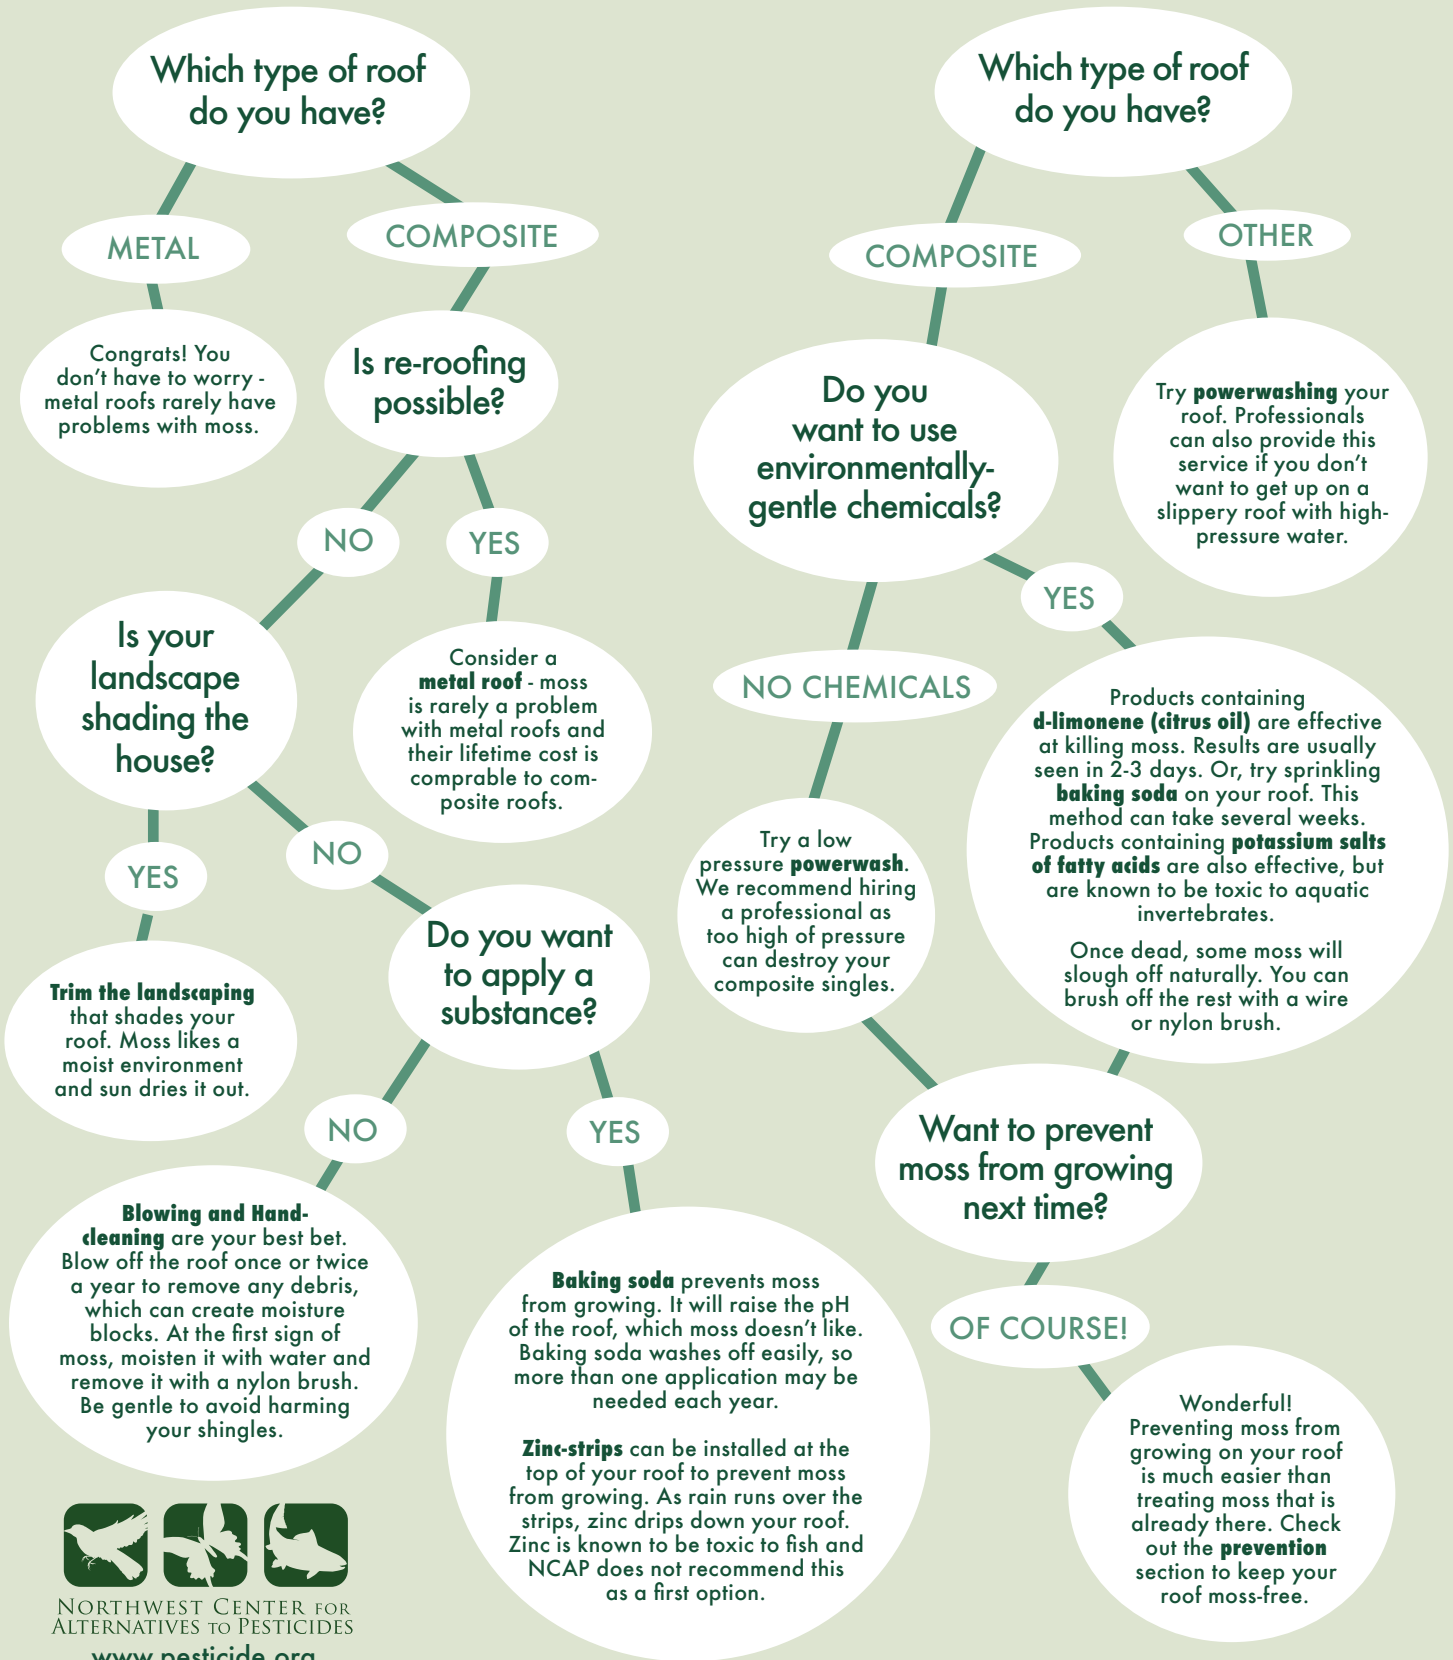 Which type of roof
do you have?
METAL
COMPOSITE
Congrats! You
don't have to worry -
metal roofs rarely have
problems with moss.
Is re-roofing
possible?
NO
YES
Is your
landscape
shading the
house?
Consider a
metal roof - moss
is rarely a problem
with metal roofs and
their lifetime cost is
comprable to com-
posite roofs.
YES
NO
Trim the landscaping
that shades your
roof. Moss likes a
moist environment
and sun dries it out.
Do you want
to apply a
substance?
NO
YES
Blowing and Hand-
cleaning are your best bet.
Blow off the roof once or twice
a year to remove any debris,
which can create moisture
blocks. At the first sign of
moss, moisten it with water and
remove it with a nylon brush.
Be gentle to avoid harming
your shingles.
Baking soda prevents moss
from growing. It will raise the pH
of the roof, which moss doesn't like.
Baking soda washes off easily, so
more than one application may be
needed each year.
Zinc-strips can be installed at the
top of your roof to prevent moss
from growing. As rain runs over the
strips, zinc drips down your roof.
Zinc is known to be toxic to fish and
NCAP does not recommend this
as a first option.
NORTHWEST CENTER FOR
ALTERNATIVES TO PESTICIDES
www.pesticide.org
Which type of roof
do you have?
COMPOSITE
OTHER
Do you
want to use
environmentally-
gentle chemicals?
Try powerwashing your
roof. Professionals
can also provide this
service if you don't
want to get up on a
slippery roof with high-
pressure water.
YES
NO CHEMICALS
Products containing
d-limonene (citrus oil) are effective
at killing moss. Results are usually
seen in 2-3 days. Or, try sprinkling
baking soda on your roof. This
method can take several weeks.
Products containing potassium salts
of fatty acids are also effective, but
are known to be toxic to aquatic
invertebrates.
Once dead, some moss will
slough off naturally. You can
brush off the rest with a wire
or nylon brush.
Try a low
pressure powerwash.
We recommend hiring
a professional as
too high of pressure
can destroy your
composite singles.
Want to prevent
moss from growing
next time?
OF COURSE!
Wonderful!
Preventing moss from
growing on your roof
is much easier than
treating moss that is
already there. Check
out the prevention
section to keep your
roof moss-free.